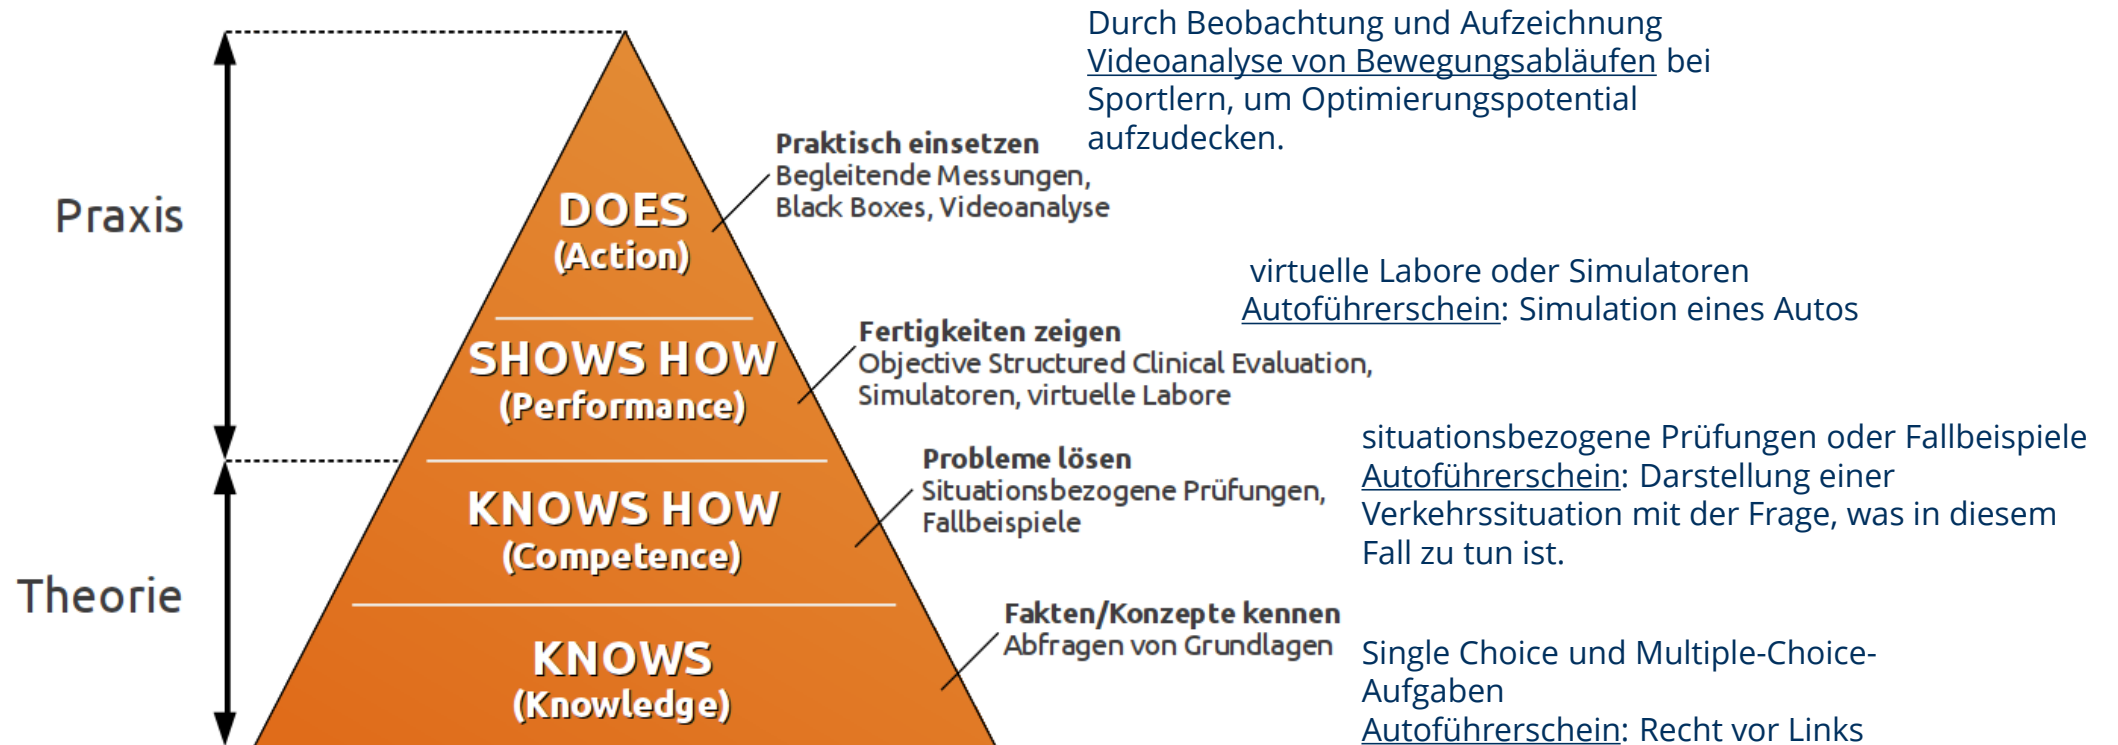 Durch Beobachtung und Aufzeichnung
Videoanalyse von Bewegungsabläufen bei
Sportlern, um Optimierungspotential
aufzudecken.
Praktisch einsetzen
Begleitende Messungen,
Black Boxes, Videoanalyse
Praxis
DOES
(Action)
virtuelle Labore oder Simulatoren
Autoführerschein: Simulation eines Autos
Fertigkeiten zeigen
Objective Structured Clinical Evaluation,
Simulatoren, virtuelle Labore
SHOWS HOW
(Performance)
situationsbezogene Prüfungen oder Fallbeispiele
Autoführerschein: Darstellung einer
Verkehrssituation mit der Frage, was in diesem
Fall zu tun ist.
Probleme lösen
Situationsbezogene Prüfungen,
Fallbeispiele
KNOWS HOW
(Competence)
Theorie
Fakten/Konzepte kennen
Abfragen von Grundlagen
KNOWS
(Knowledge)
Single Choice und Multiple-Choice-
Aufgaben
Autoführerschein: Recht vor Links